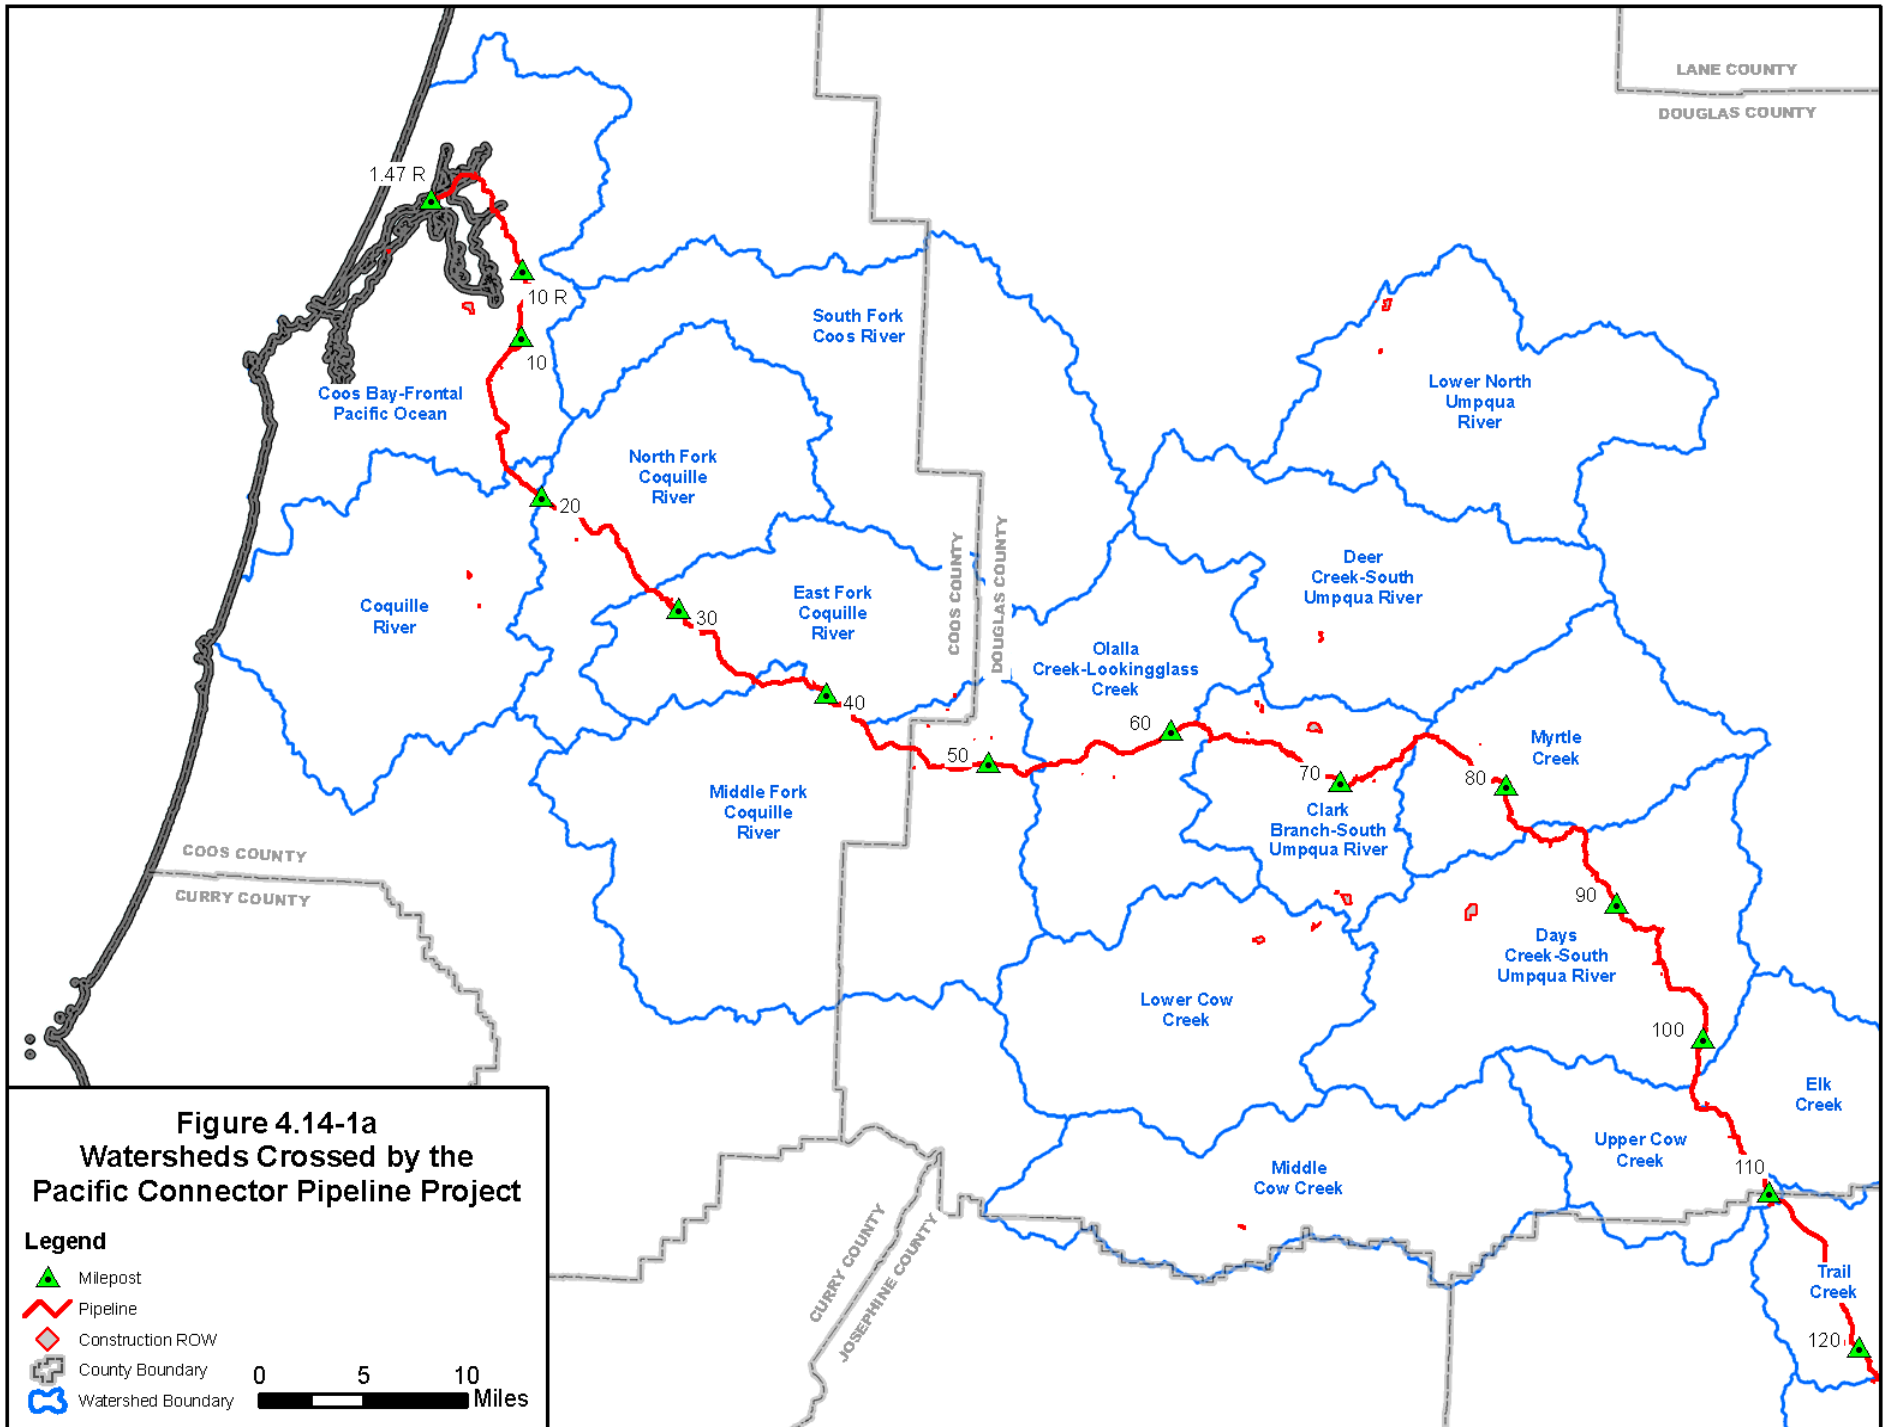 LANE COUNTY
DOUGLAS COUNTY
1.47 R
10 R
South Fork
Coos River
10
Coos Bay-Frontal
Pacific Ocean
Lower North
Umpqua
River
North Fork
Coquille
River
20
Deer
Creek-South
Umpqua River
COOS COUNTY
DOUGLAS COUNTY
East Fork
Coquille
River
Coquille
River
30
Olalla
Creek-Lookingglass
Creek
40
60
50
Myrtle
Creek
70
80
Middle Fork
Coquille
River
Clark
Branch-South
Umpqua River
COOS COUNTY
CURRY COUNTY
90
Days
Creek-South
Umpqua River
Lower Cow
Creek
100
Elk
Creek
Upper Cow
Creek
110
Middle
Cow Creek
CURRY COUNTY
JOSEPHINE COUNTY
Trail
Creek
120
Figure 4.14-1a
Watersheds Crossed by the
Pacific Connector Pipeline Project
Legend
Milepost
Pipeline
Construction ROW
County Boundary
Watershed Boundary
0 5 10
Miles